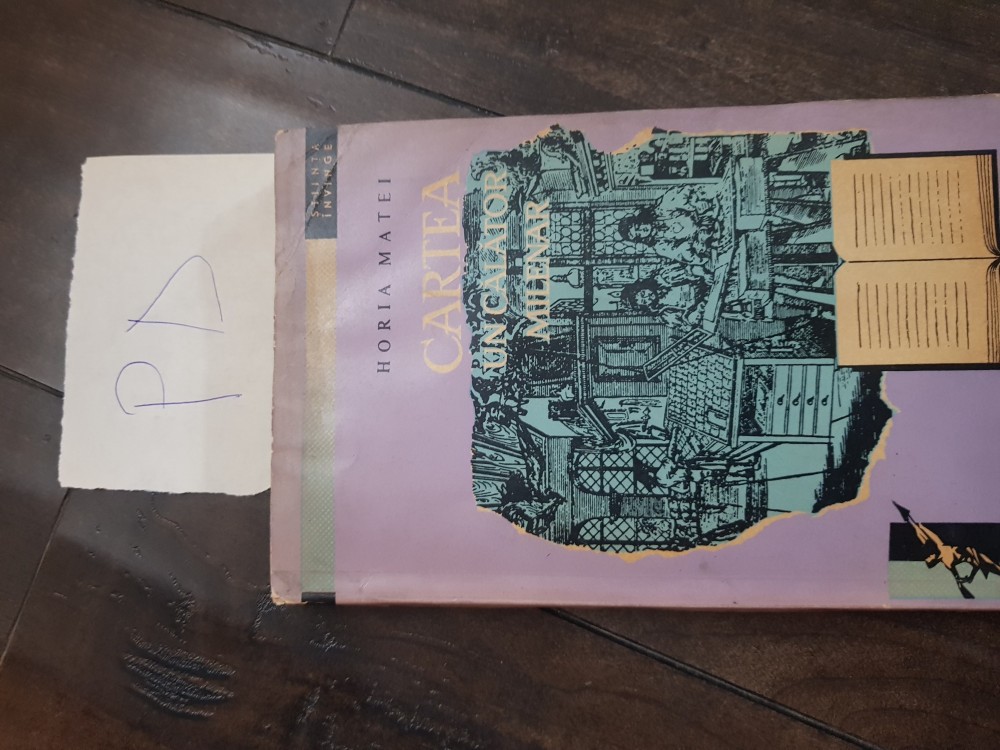 PD
ȘTIINȚA
ÎNVINGE
HORIA MATEI
CARTEA
UN CĂLĂTOR
MILENAR